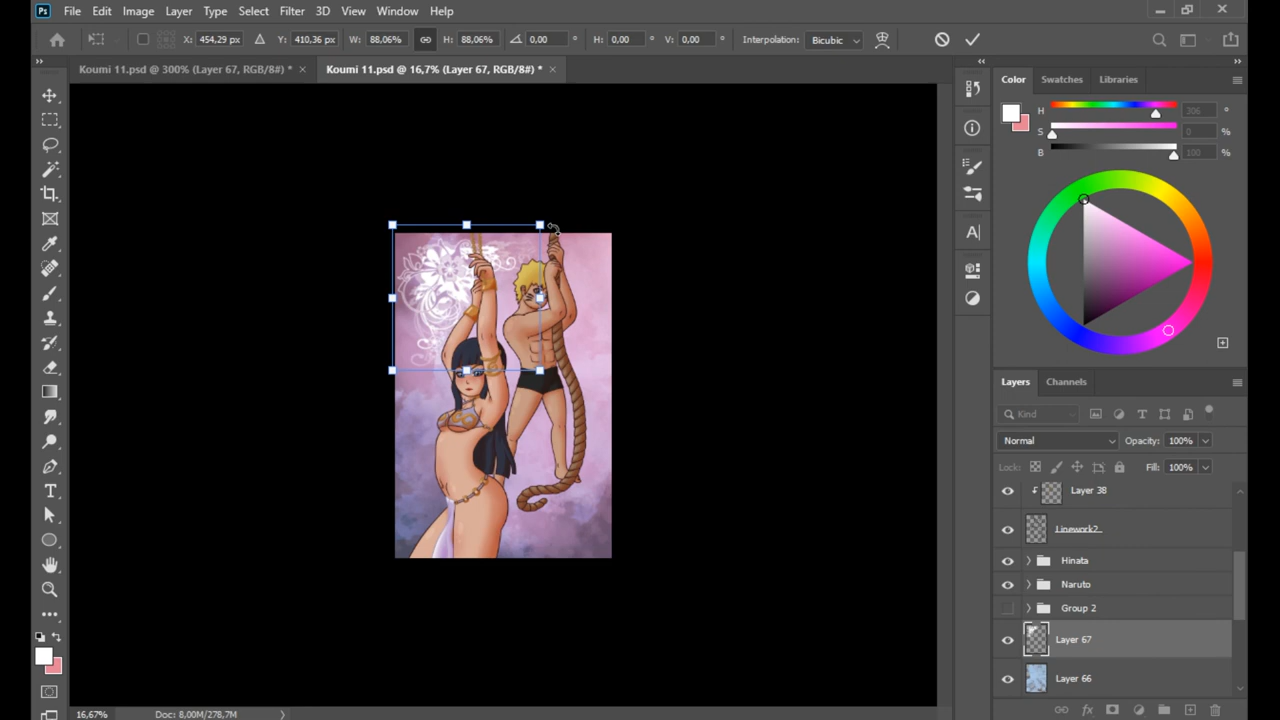 Ps File Edit Image Layer Type Select Filter 3D View Window Help
X: 454,29 px Y: 410,36 px W: 88,06% H: 88,06% 0,00 ° H: 0,00 ° V: 0,00 ° Interpolation: Bicubic
Koumi 11.psd @ 300% (Layer 67, RGB/8#) * × Koumi 11.psd @ 16,7% (Layer 67, RGB/8#) * ×
Color Swatches Libraries
H 306 °
S 0 %
B 100 %
Layers Channels
Kind
Normal Opacity: 100%
Lock: Fill: 100%
Layer 38
Linework2
Hinata
Naruto
Group 2
Layer 67
Layer 66
16,67% Doc: 8,00M/278,7M